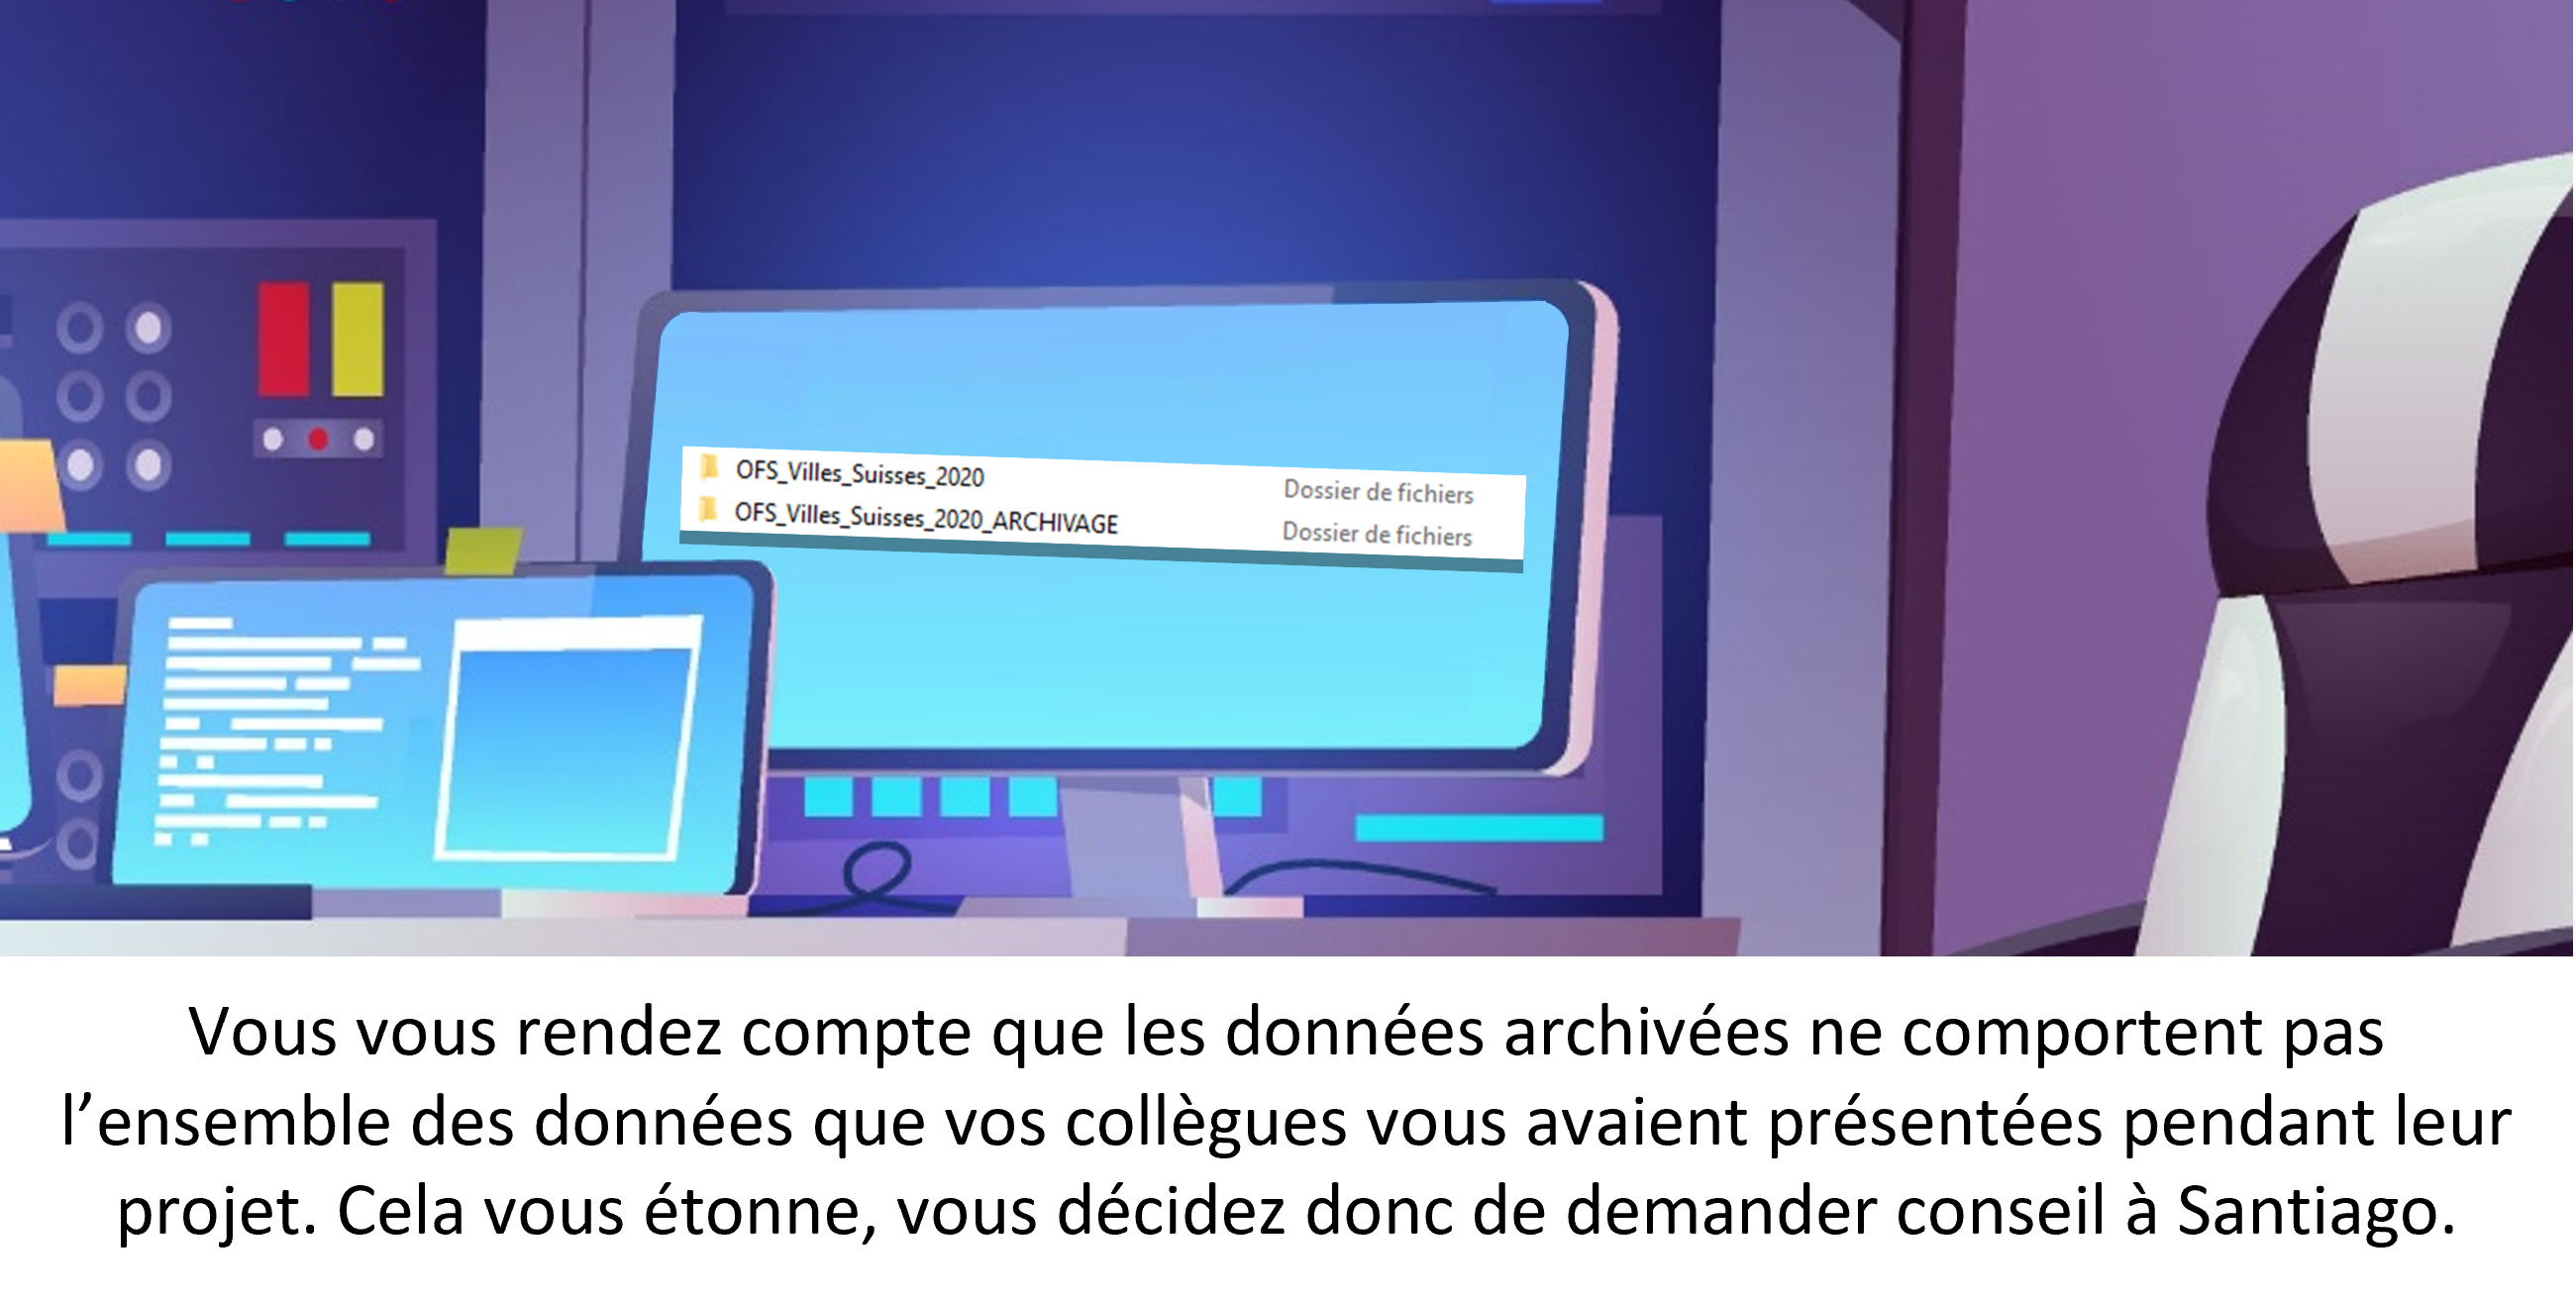 OFS_Villes_Suisses_2020 Dossier de fichiers
OFS_Villes_Suisses_2020_ARCHIVAGE Dossier de fichiers
Vous vous rendez compte que les données archivées ne comportent pas
l’ensemble des données que vos collègues vous avaient présentées pendant leur
projet. Cela vous étonne, vous décidez donc de demander conseil à Santiago.